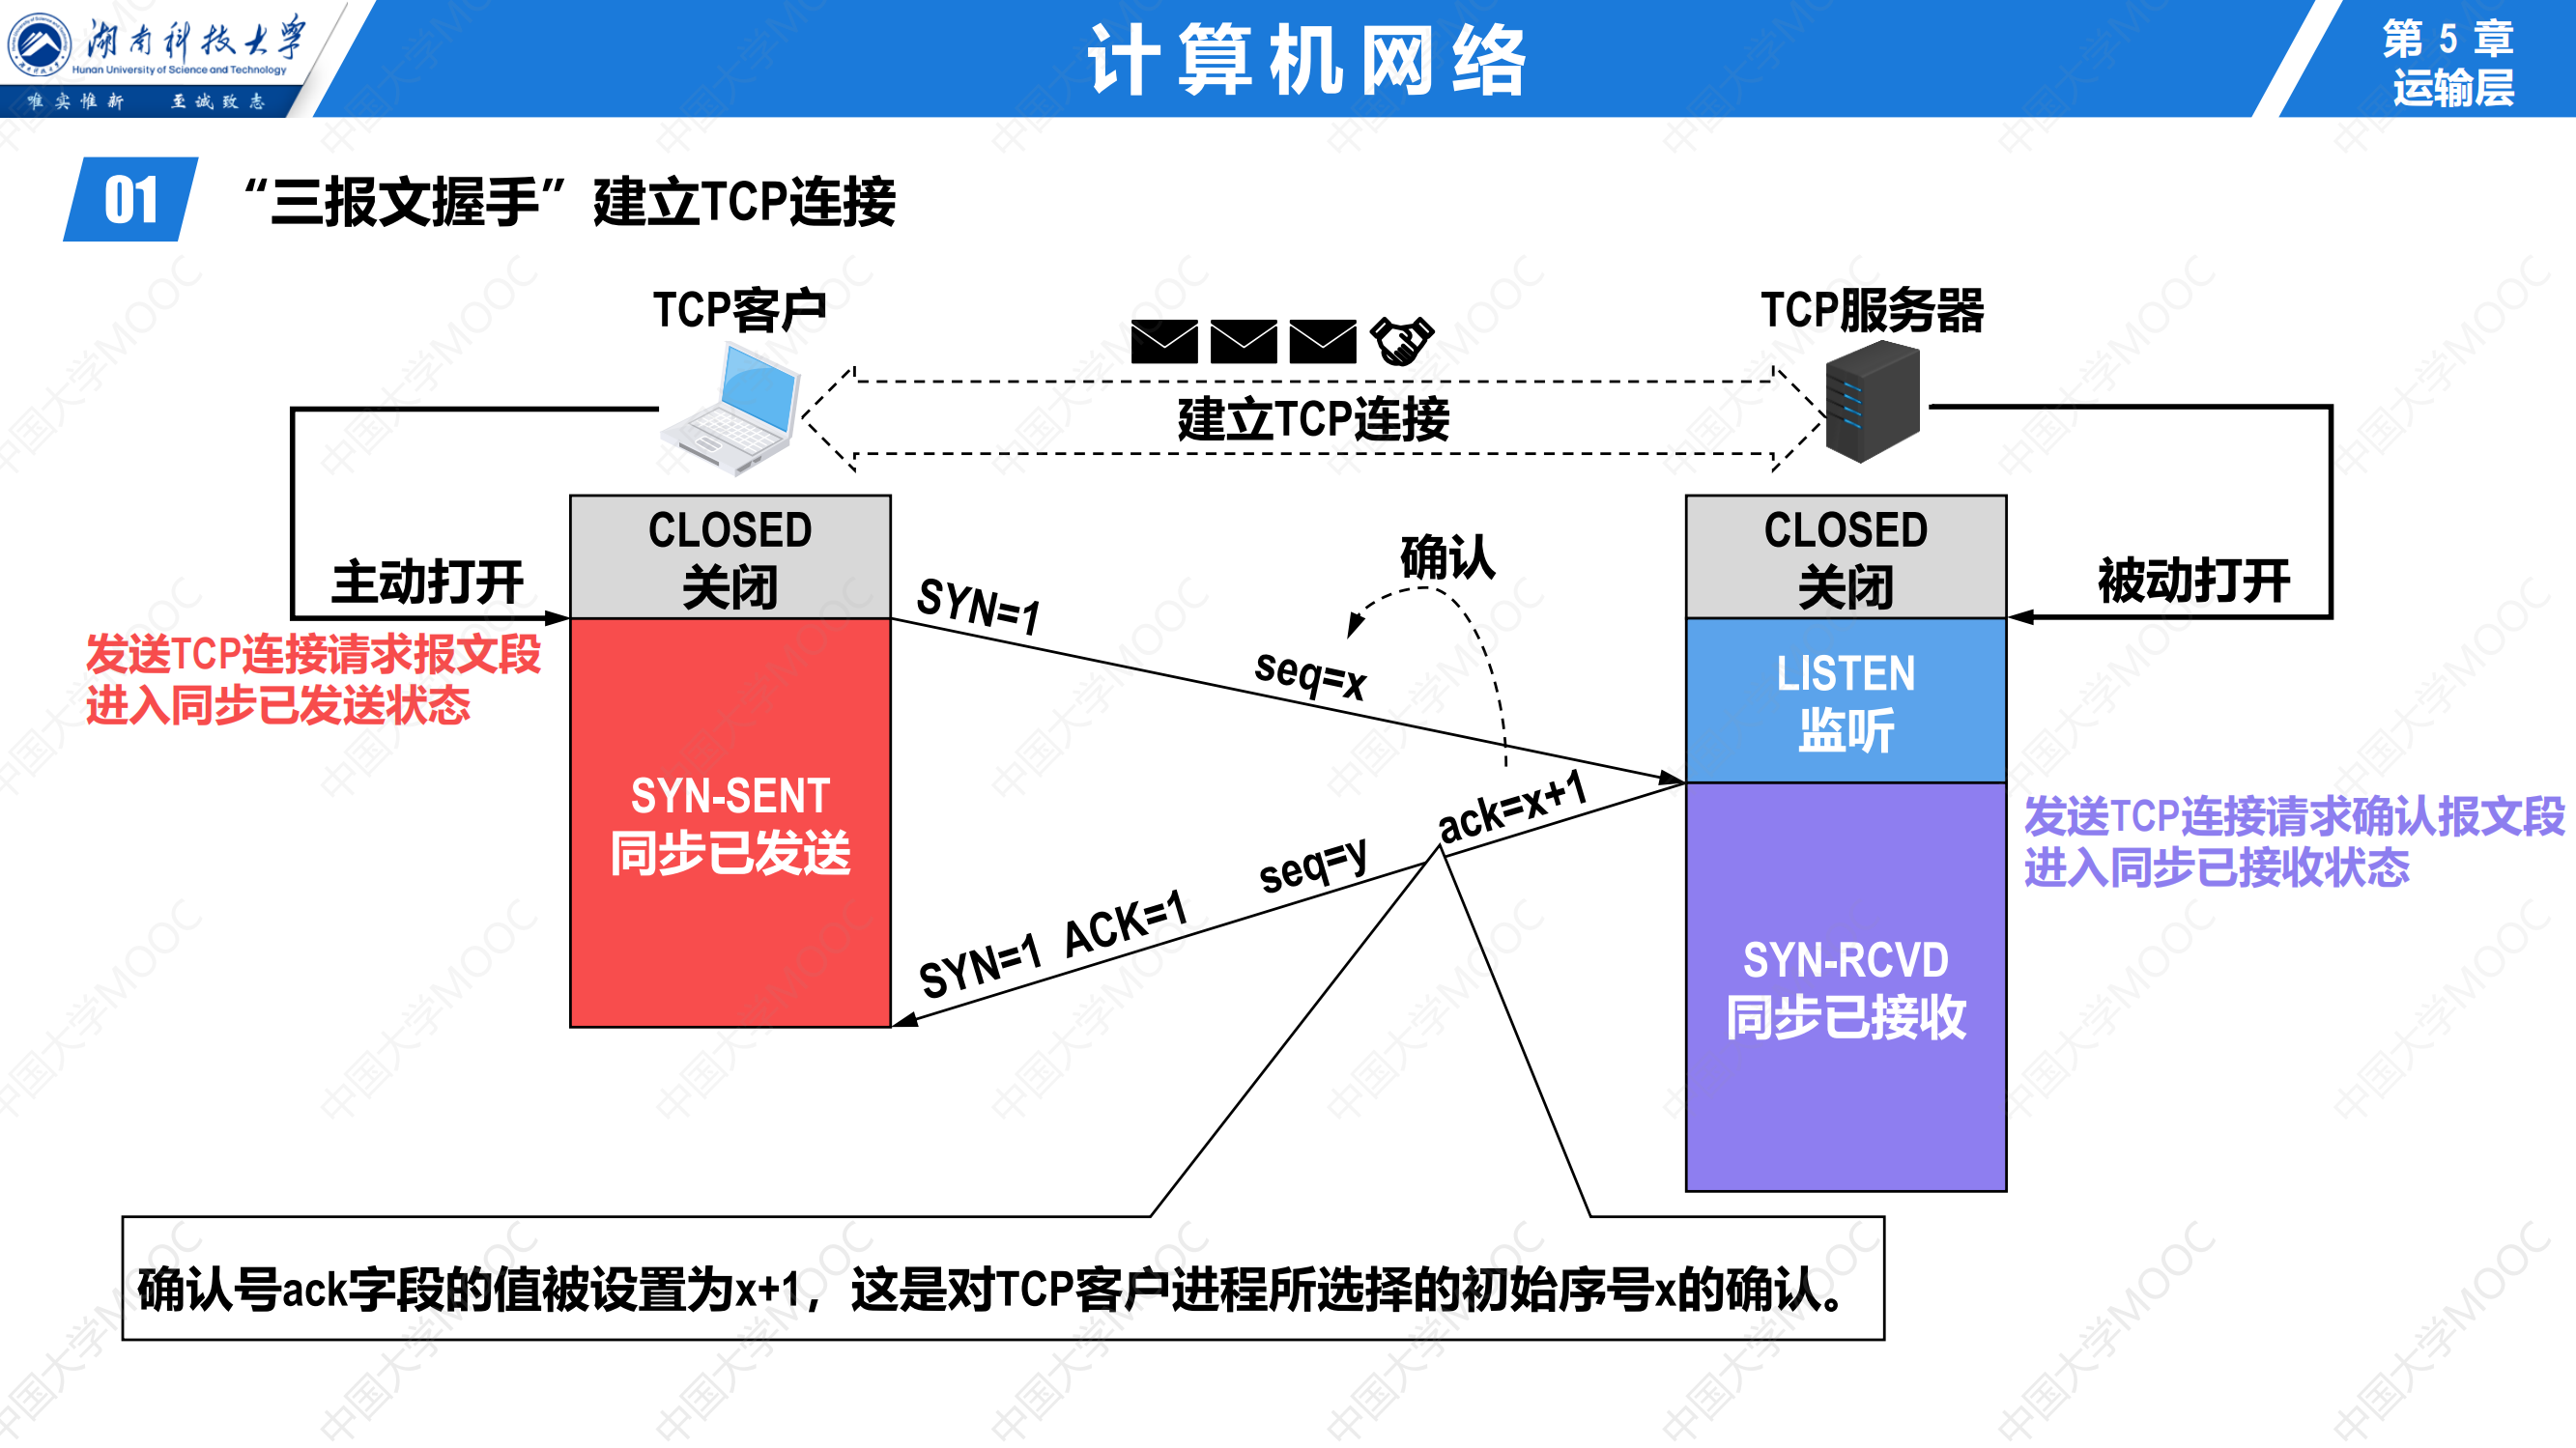 湖南科技大学
Hunan University of Science and Technology
唯实惟新 至诚致志
计算机网络
第 5 章
运输层
01
“三报文握手”建立TCP连接
TCP客户
TCP服务器
建立TCP连接
主动打开
CLOSED
关闭
确认
CLOSED
关闭
被动打开
发送TCP连接请求报文段
进入同步已发送状态
SYN=1
seq=x
LISTEN
监听
SYN-SENT
同步已发送
SYN=1 ACK=1 seq=y ack=x+1
发送TCP连接请求确认报文段
进入同步已接收状态
SYN-RCVD
同步已接收
确认号ack字段的值被设置为x+1，这是对TCP客户进程所选择的初始序号x的确认。
中国大学MOOC